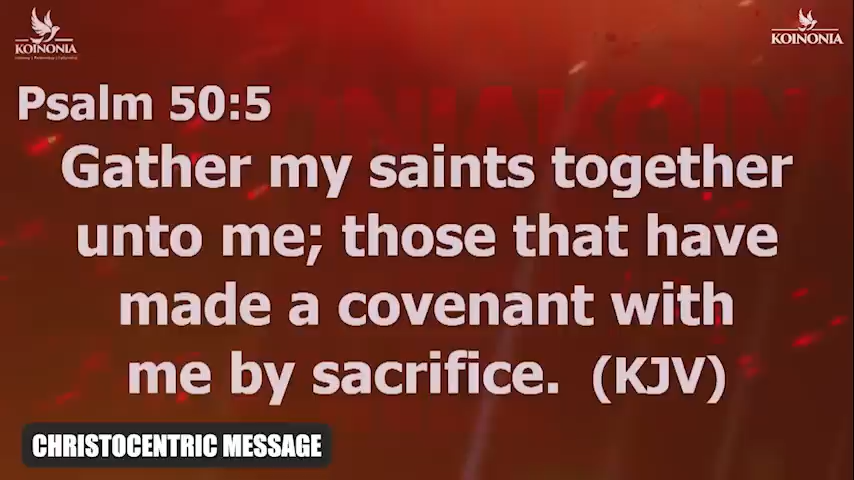 KOINONIA
KOINONIA
Psalm 50:5
Gather my saints together
unto me; those that have
made a covenant with
me by sacrifice. (KJV)
CHRISTOCENTRIC MESSAGE